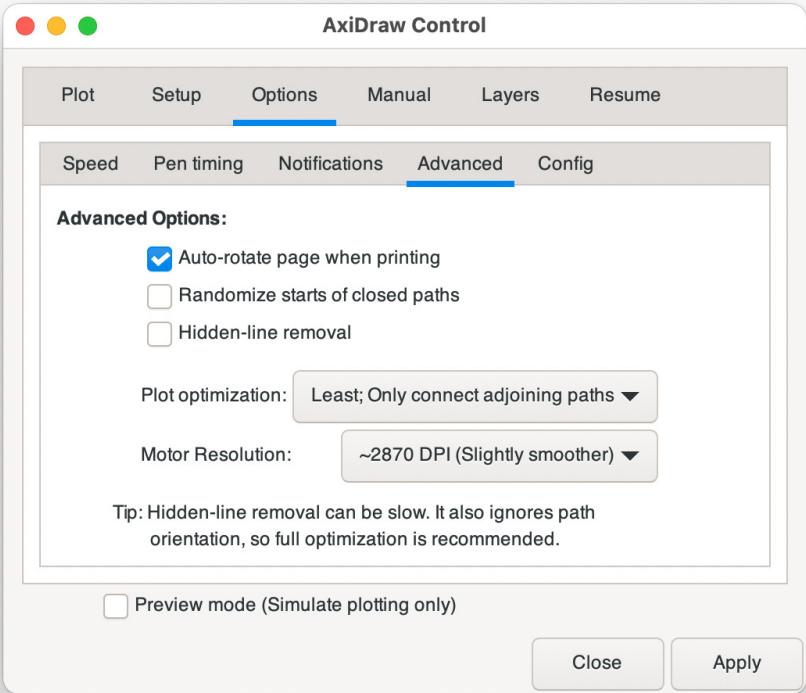 AxiDraw Control
Plot Setup Options Manual Layers Resume
Speed Pen timing Notifications Advanced Config
Advanced Options:
Auto-rotate page when printing
Randomize starts of closed paths
Hidden-line removal
Plot optimization: Least; Only connect adjoining paths
Motor Resolution: ~2870 DPI (Slightly smoother)
Tip: Hidden-line removal can be slow. It also ignores path
orientation, so full optimization is recommended.
Preview mode (Simulate plotting only)
Close Apply